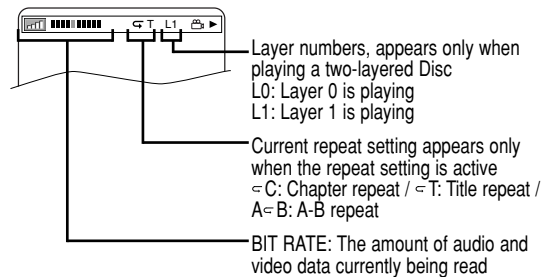 T L1
Layer numbers, appears only when
playing a two-layered Disc
L0: Layer 0 is playing
L1: Layer 1 is playing
Current repeat setting appears only
when the repeat setting is active
C: Chapter repeat / T: Title repeat /
A B: A-B repeat
BIT RATE: The amount of audio and
video data currently being read